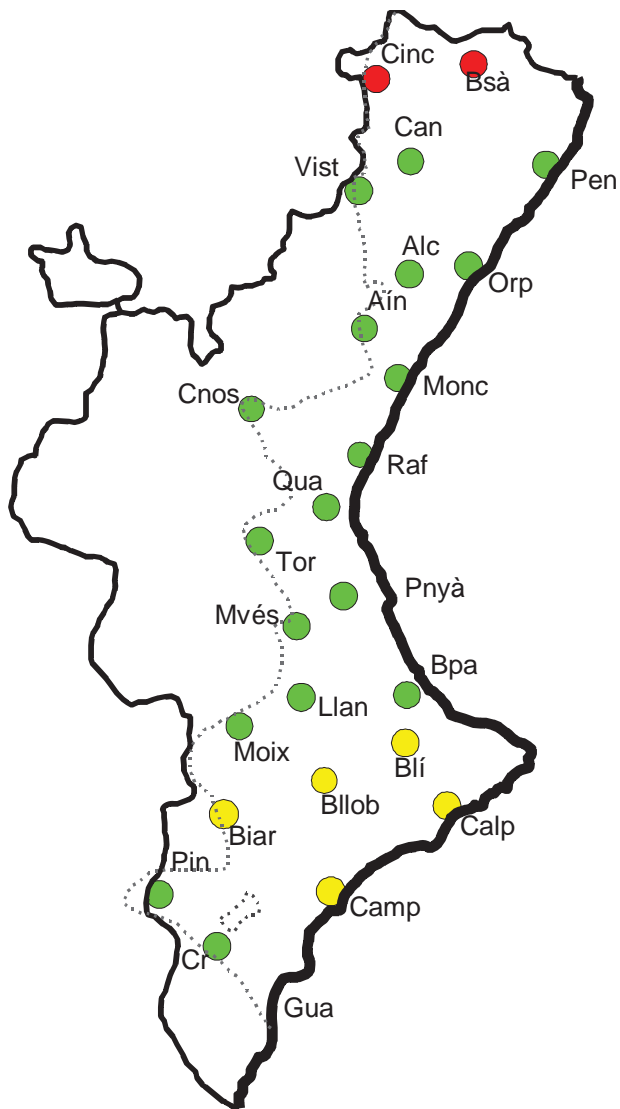 Cinc
Bsà
Can
Vist
Pen
Alc
Orp
Aín
Monc
Cnos
Raf
Qua
Tor
Pnyà
Mvés
Bpa
Llan
Moix
Blí
Bllob
Calp
Biar
Pin
Camp
Cr
Gua